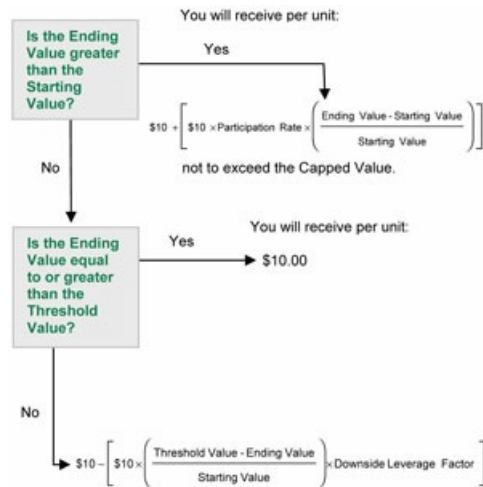 You will receive per unit:
Is the Ending
Value greater
than the
Starting
Value?
Yes
$10 + [ $10 × Participation Rate × ( Ending Value - Starting Value
Starting Value ) ]
not to exceed the Capped Value.
No
You will receive per unit:
Is the Ending
Value equal
to or greater
than the
Threshold
Value?
Yes
$10.00
No
$10 – [ $10 × ( Threshold Value - Ending Value
Starting Value ) × Downside Leverage Factor ]